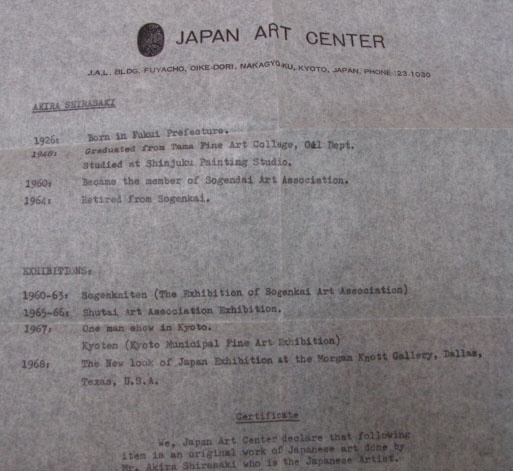 JAPAN ART CENTER
J.A.L. BLDG. FUYACHO, OIKE-DORI, NAKAGYO-KU, KYOTO, JAPAN. PHONE:23.1030
AKIRA SHIRASAKI
1926: Born in Fukui Prefecture.
1948: Graduated from Tama Fine Art College, Oil Dept.
Studied at Shinjuku Painting Studio.
1960: Became the member of Sogendai Art Association.
1964: Retired from Sogenkai.
EXHIBITIONS:
1960-63: Sogenkaiten (The Exhibition of Sogenkai Art Association)
1965-66: Shutai Art Association Exhibition.
1967: One man show in Kyoto.
Kyoten (Kyoto Municipal Fine Art Exhibition)
1968: The New look of Japan Exhibition at the Morgan Knott Gallery, Dallas,
Texas, U.S.A.
Certificate
We, Japan Art Center declare that following
item is an original work of Japanese art done by
Mr. Akira Shirasaki who is the Japanese Artist.